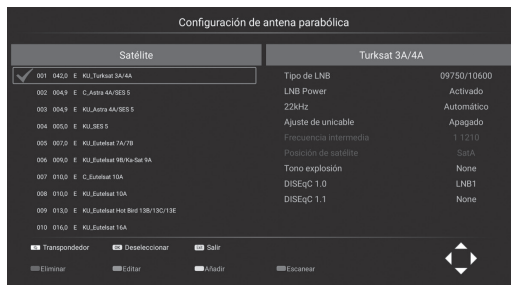 Configuración de antena parabólica
Satélite
001 042,0 E KU_Turksat 3A/4A
002 004,9 E C_Astra 4A/SES 5
003 004,9 E KU_Astra 4A/SES 5
004 005,0 E KU_SES 5
005 007,0 E KU_Eutelsat 7A/7B
006 009,0 E KU_Eutelsat 9B/Ka-Sat 9A
007 010,0 E C_Eutelsat 10A
008 010,0 E KU_Eutelsat 10A
009 013,0 E KU_Eutelsat Hot Bird 13B/13C/13E
010 016,0 E KU_Eutelsat 16A
Turksat 3A/4A
Tipo de LNB 09750/10600
LNB Power Activado
22kHz Automático
Ajuste de unicable Apagado
Frecuencia intermedia 1 1210
Posición de satélite SatA
Tono explosión None
DISEqC 1.0 LNB1
DISEqC 1.1 None
Transpondedor OK Deseleccionar Salir
Eliminar Editar Añadir Escanear